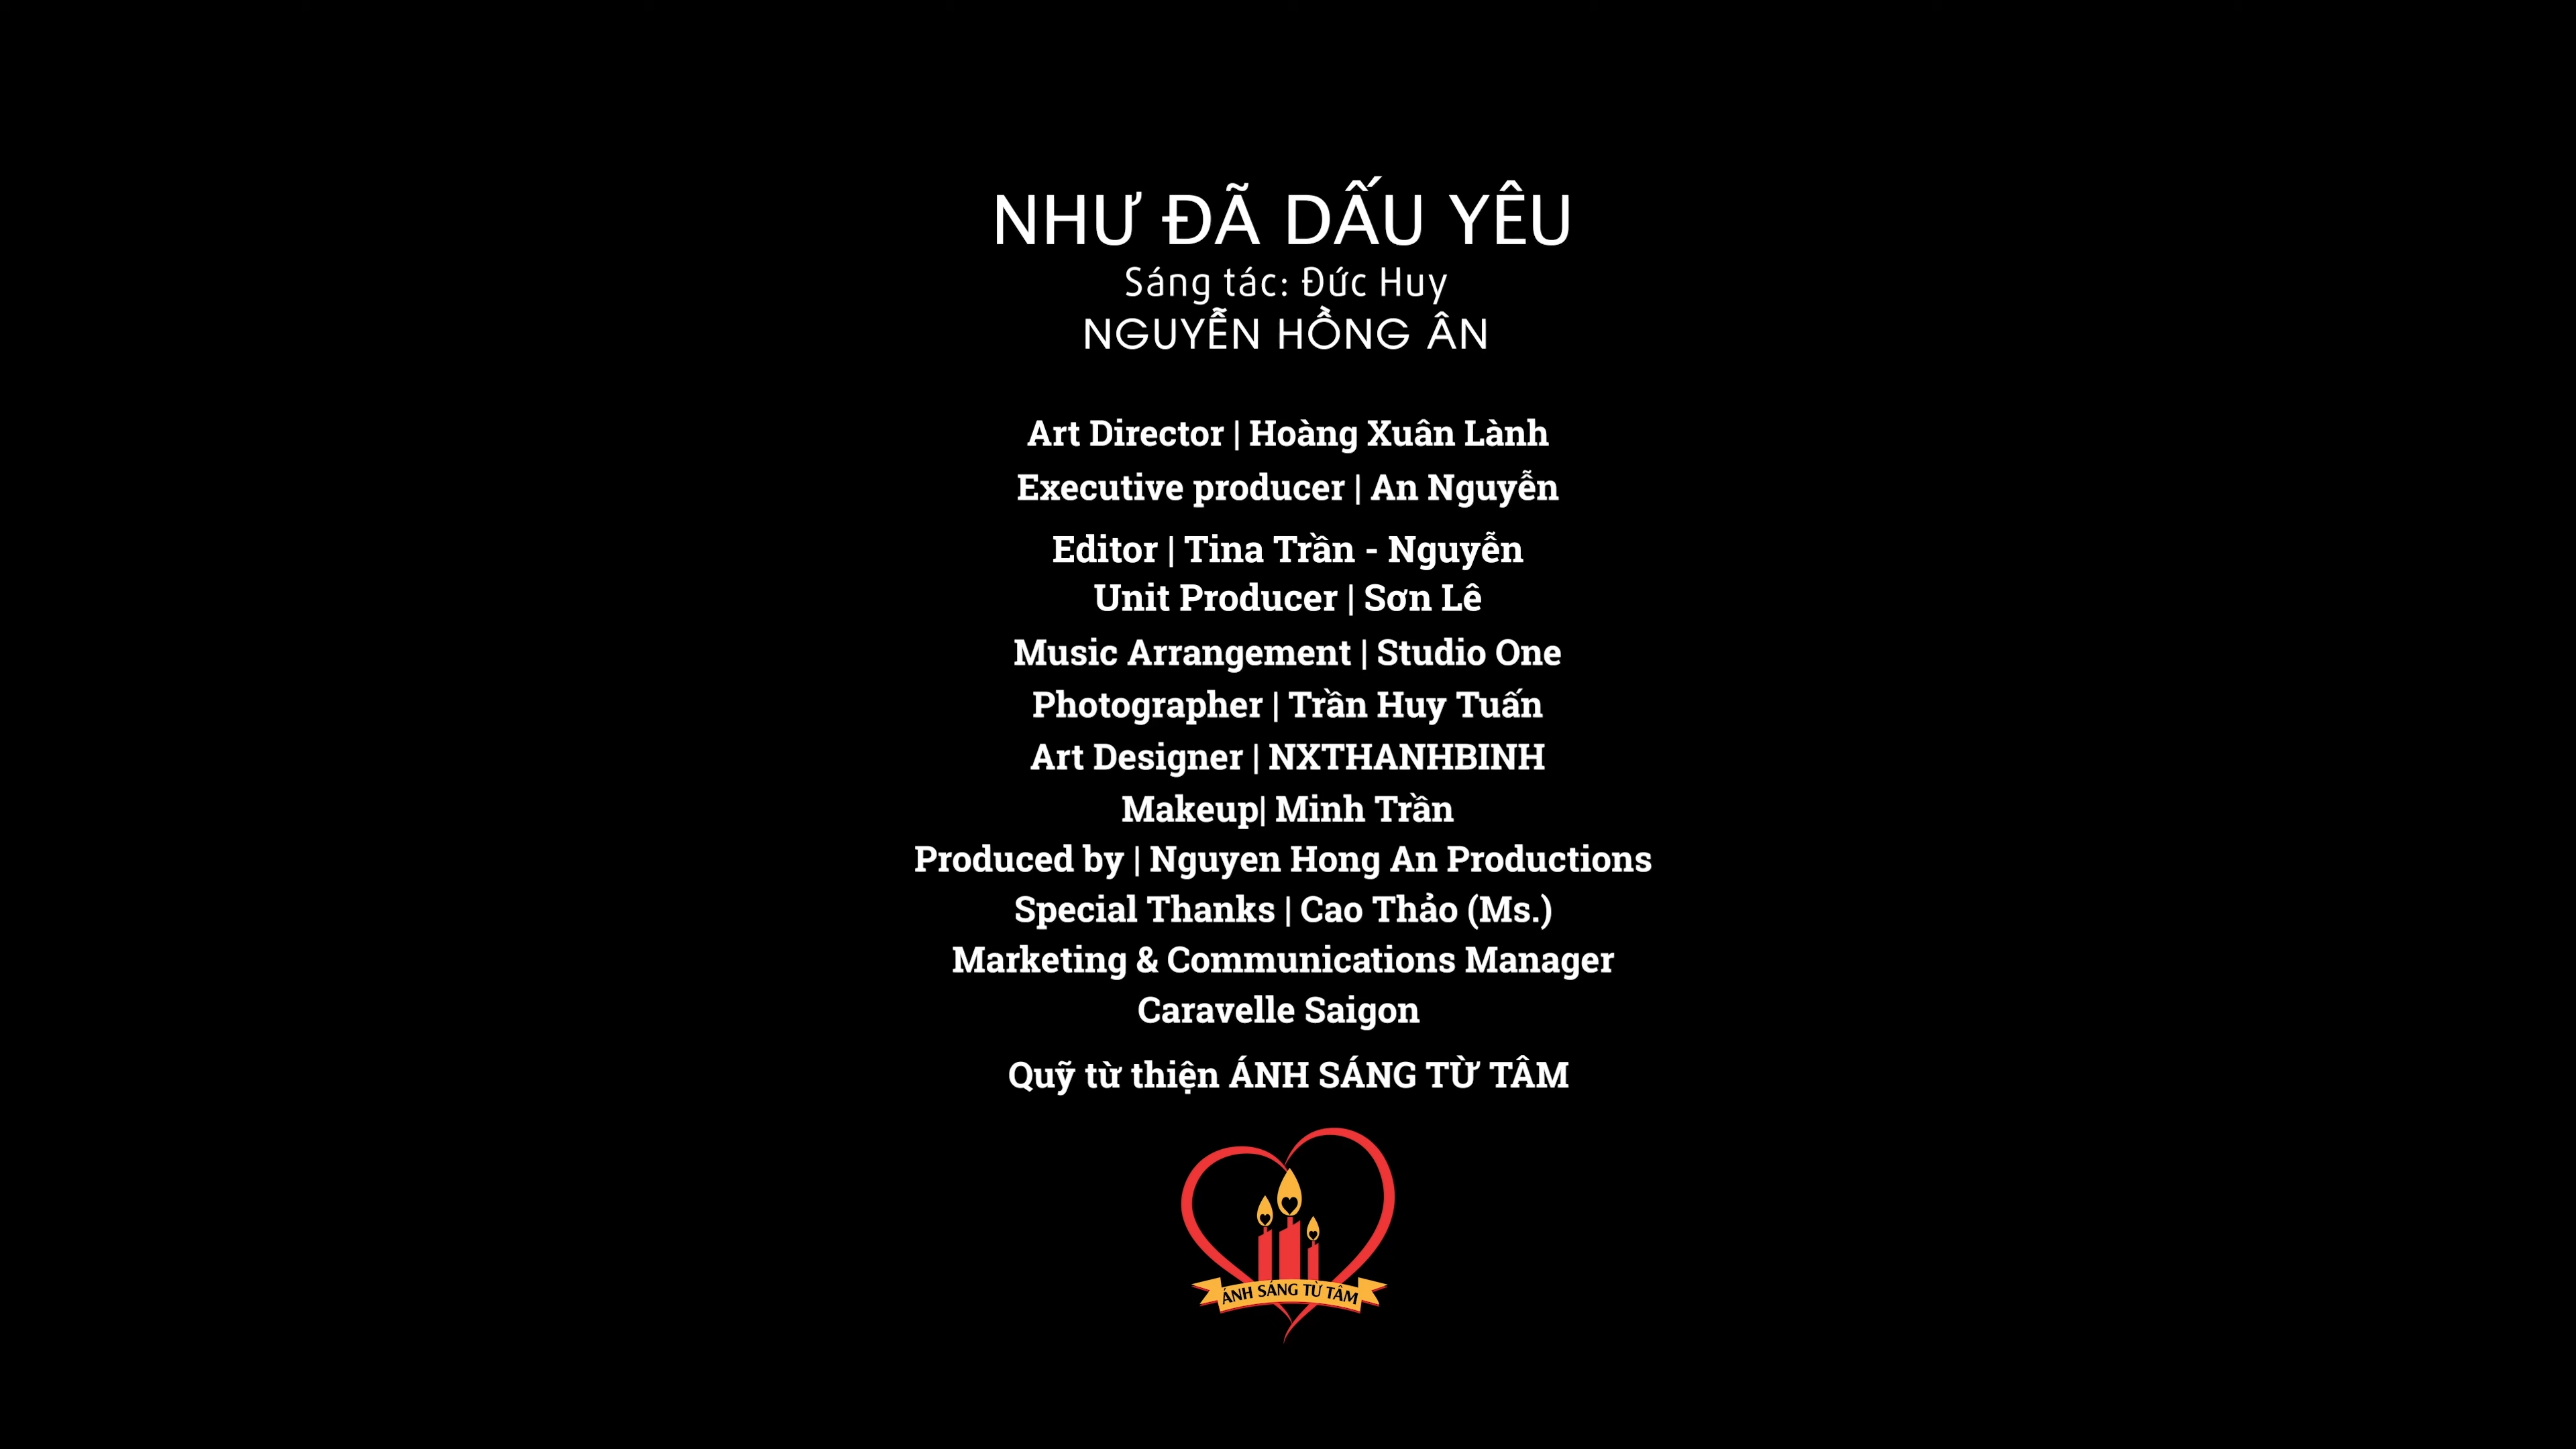 NHƯ ĐÃ DẤU YÊU
Sáng tác: Đức Huy
NGUYỄN HỒNG ÂN
Art Director | Hoàng Xuân Lành
Executive producer | An Nguyễn
Editor | Tina Trần - Nguyễn
Unit Producer | Sơn Lê
Music Arrangement | Studio One
Photographer | Trần Huy Tuấn
Art Designer | NXTHANHBINH
Makeup| Minh Trần
Produced by | Nguyen Hong An Productions
Special Thanks | Cao Thảo (Ms.)
Marketing & Communications Manager
Caravelle Saigon
Quỹ từ thiện ÁNH SÁNG TỪ TÂM
ÁNH SÁNG TỪ TÂM